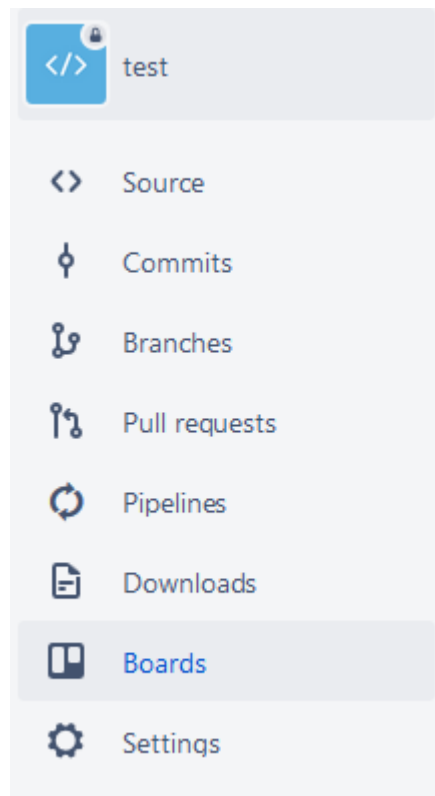 </> test
Source
Commits
Branches
Pull requests
Pipelines
Downloads
Boards
Settings